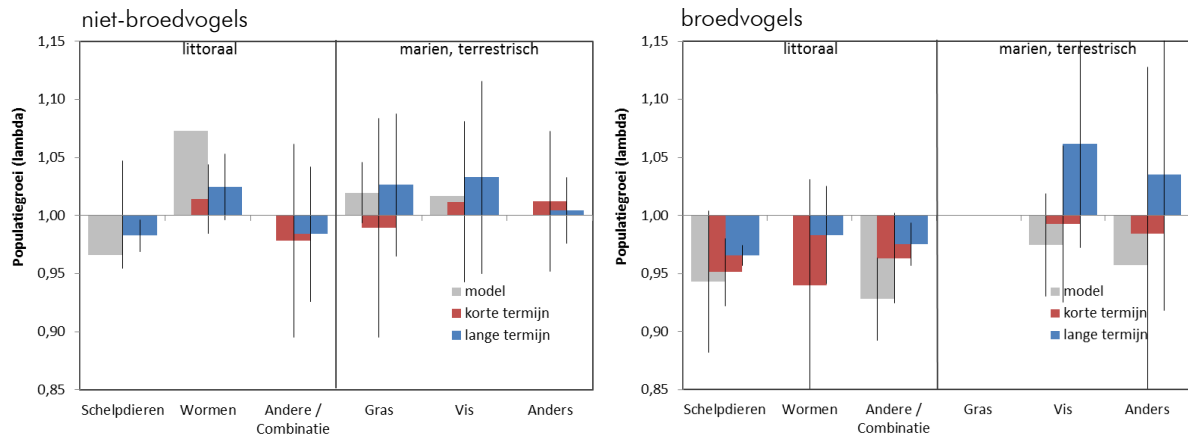 niet-broedvogels
littoraal
marien, terrestrisch
Populatiegroei (lambda)
1,15
1,10
1,05
1,00
0,95
0,90
0,85
model
korte termijn
lange termijn
Schelpdieren
Wormen
Andere /
Combinatie
Gras
Vis
Anders
broedvogels
littoraal
marien, terrestrisch
Populatiegroei (lambda)
1,15
1,10
1,05
1,00
0,95
0,90
0,85
model
korte termijn
lange termijn
Schelpdieren
Wormen
Andere /
Combinatie
Gras
Vis
Anders